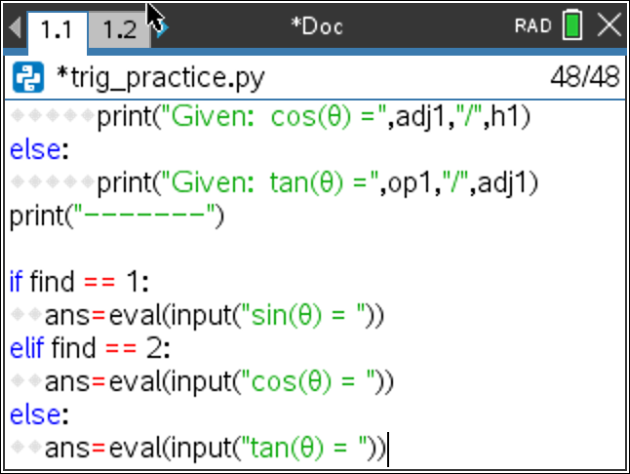 1.1 1.2 *Doc RAD
*trig_practice.py 48/48
print("Given:  cos(θ) =",adj1,"/",h1)
else:
print("Given:  tan(θ) =",op1,"/",adj1)
print("-------")
if find == 1:
ans=eval(input("sin(θ) = "))
elif find == 2:
ans=eval(input("cos(θ) = "))
else:
ans=eval(input("tan(θ) = "))